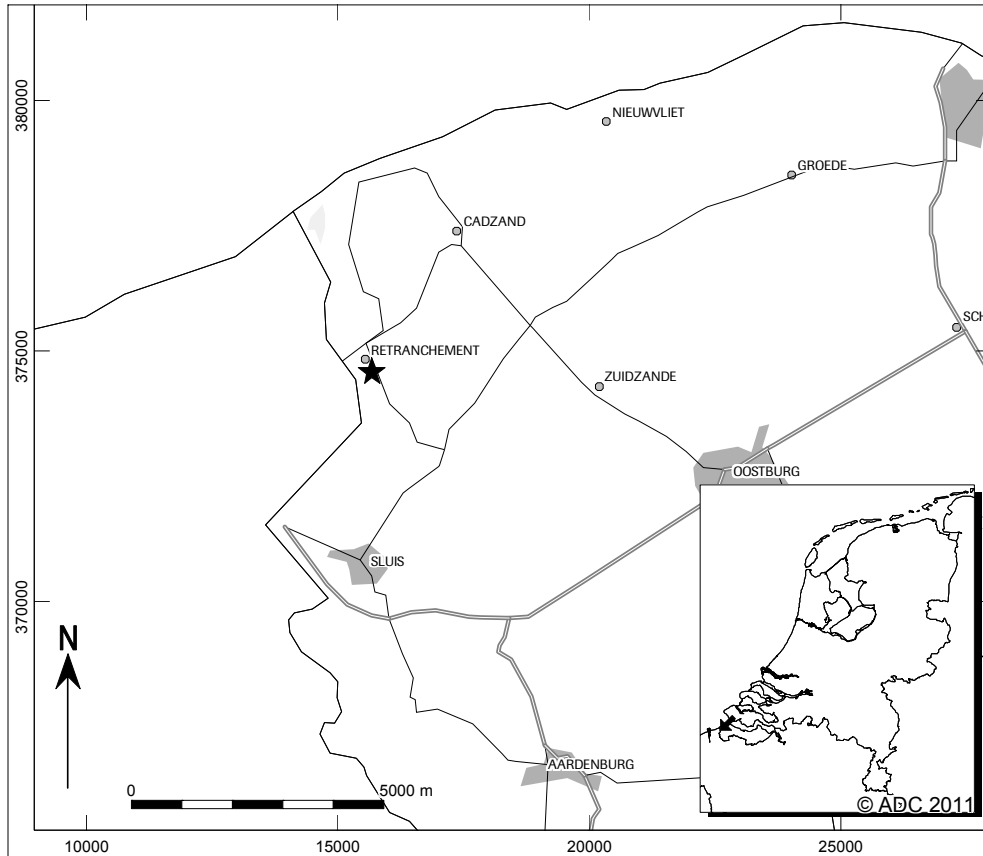 380000
NIEUWVLIET
GROEDE
CADZAND
SCH
375000
RETRANCHEMENT
ZUIDZANDE
OOSTBURG
SLUIS
370000
N
AARDENBURG
0
5000 m
© ADC 2011
10000
15000
20000
25000